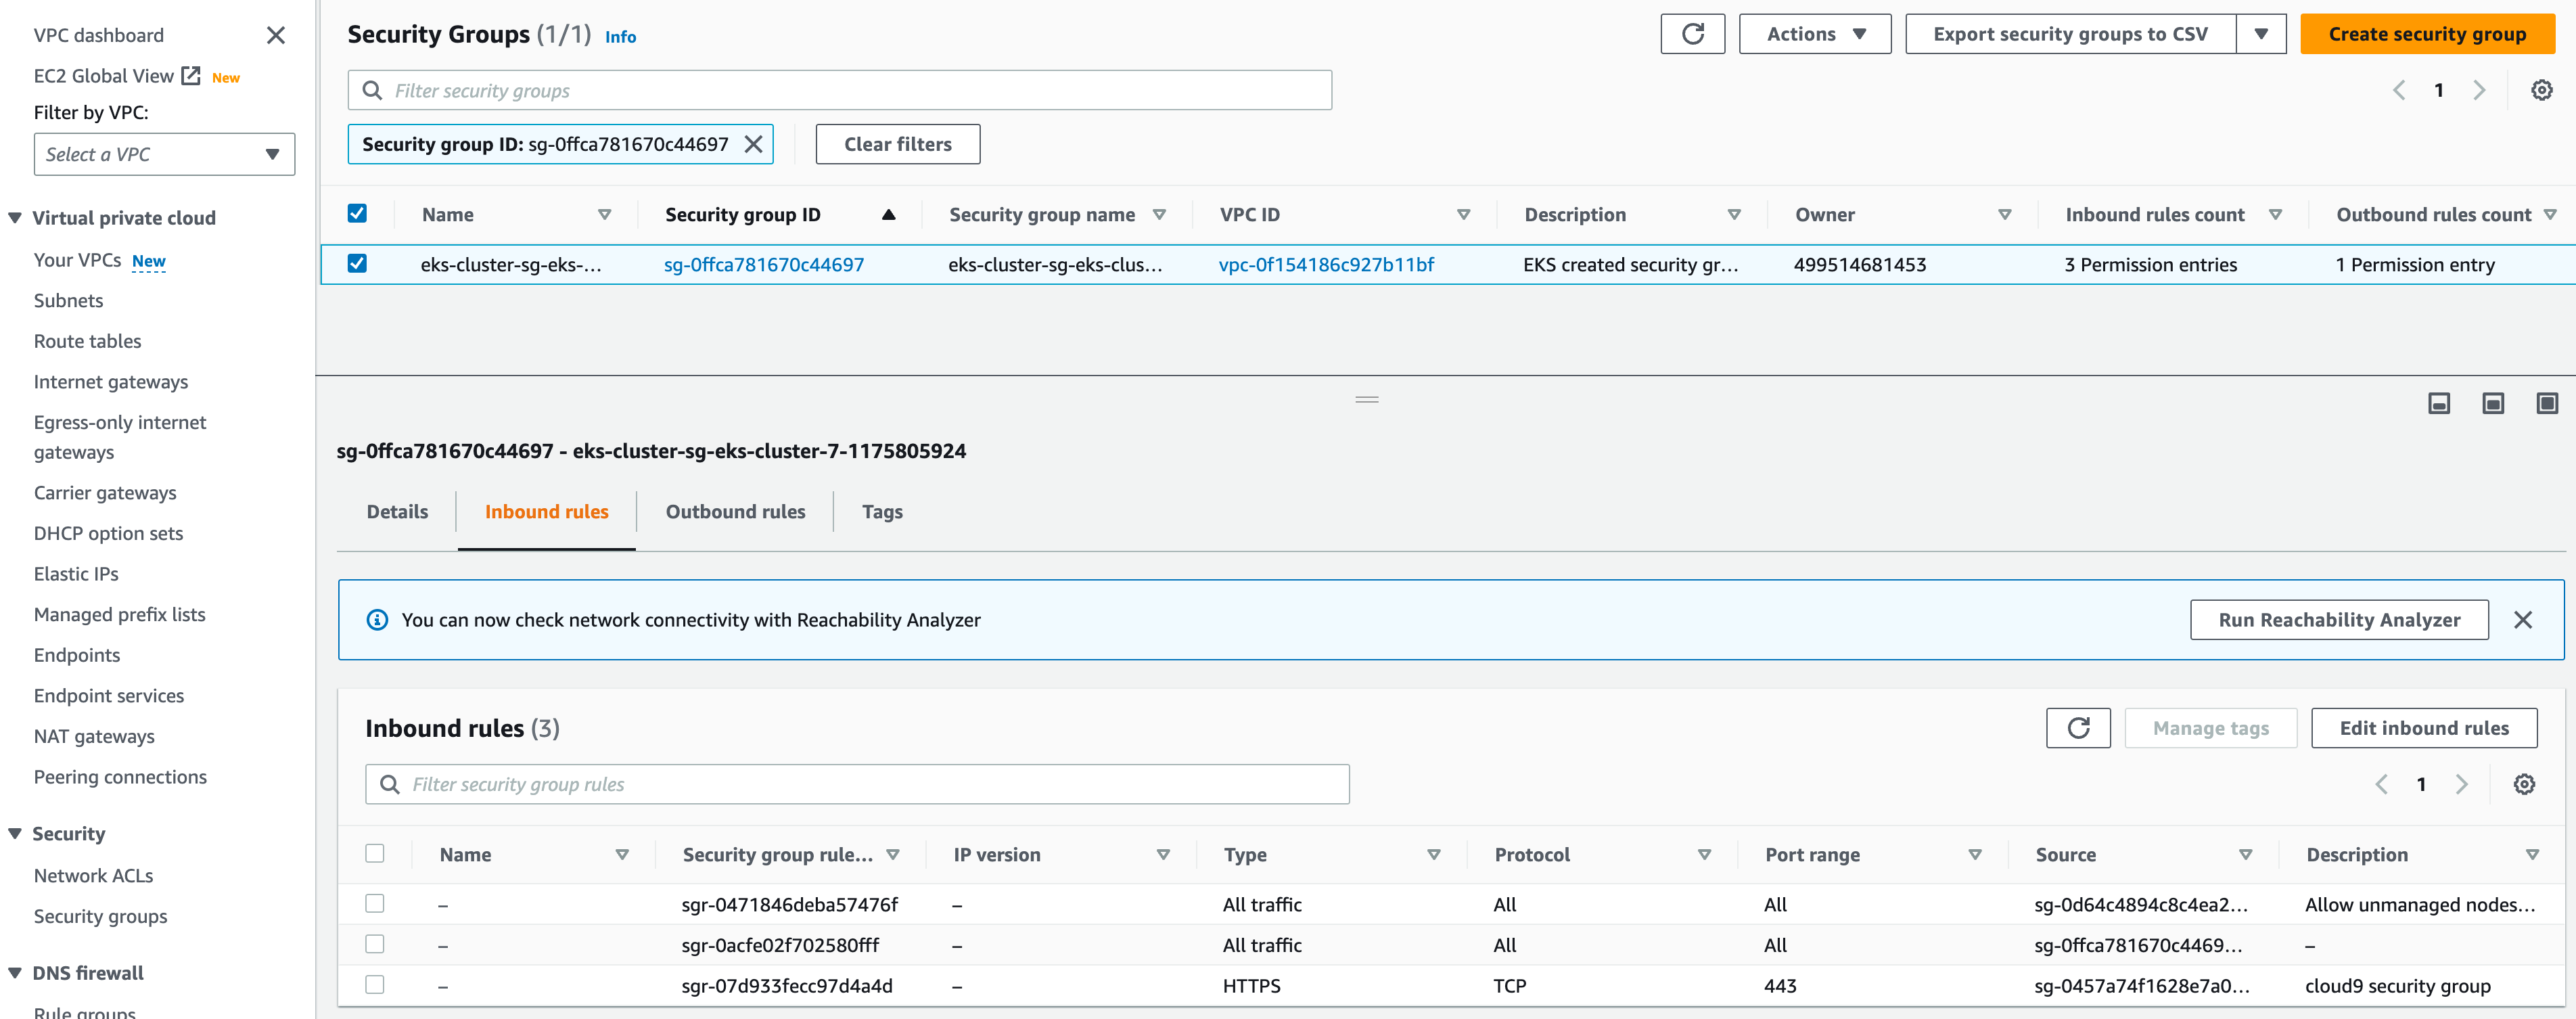 VPC dashboard
EC2 Global View New
Filter by VPC:
Select a VPC
Virtual private cloud
Your VPCs New
Subnets
Route tables
Internet gateways
Egress-only internet
gateways
Carrier gateways
DHCP option sets
Elastic IPs
Managed prefix lists
Endpoints
Endpoint services
NAT gateways
Peering connections
Security
Network ACLs
Security groups
DNS firewall
Rule groups
Security Groups (1/1) Info
Actions
Export security groups to CSV
Create security group
Filter security groups
1
Security group ID: sg-0ffca781670c44697
Clear filters
Name Security group ID Security group name VPC ID Description Owner Inbound rules count Outbound rules count
eks-cluster-sg-eks-... sg-0ffca781670c44697 eks-cluster-sg-eks-clus... vpc-0f154186c927b11bf EKS created security gr... 499514681453 3 Permission entries 1 Permission entry
sg-0ffca781670c44697 - eks-cluster-sg-eks-cluster-7-1175805924
Details Inbound rules Outbound rules Tags
You can now check network connectivity with Reachability Analyzer
Run Reachability Analyzer
Inbound rules (3)
Manage tags
Edit inbound rules
Filter security group rules
1
Name Security group rule... IP version Type Protocol Port range Source Description
– sgr-0471846deba57476f – All traffic All All sg-0d64c4894c8c4ea2... Allow unmanaged nodes...
– sgr-0acfe02f702580fff – All traffic All All sg-0ffca781670c4469... –
– sgr-07d933fecc97d4a4d – HTTPS TCP 443 sg-0457a74f1628e7a0... cloud9 security group